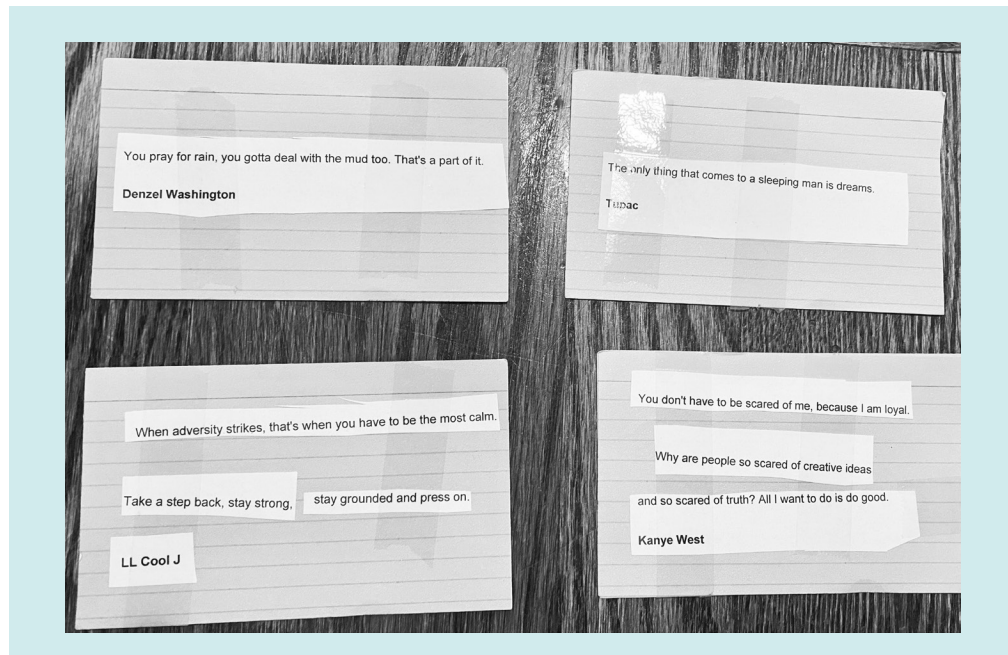 You pray for rain, you gotta deal with the mud too. That's a part of it.
Denzel Washington
The only thing that comes to a sleeping man is dreams.
Tupac
When adversity strikes, that's when you have to be the most calm.
Take a step back, stay strong, stay grounded and press on.
LL Cool J
You don't have to be scared of me, because I am loyal.
Why are people so scared of creative ideas
and so scared of truth? All I want to do is do good.
Kanye West